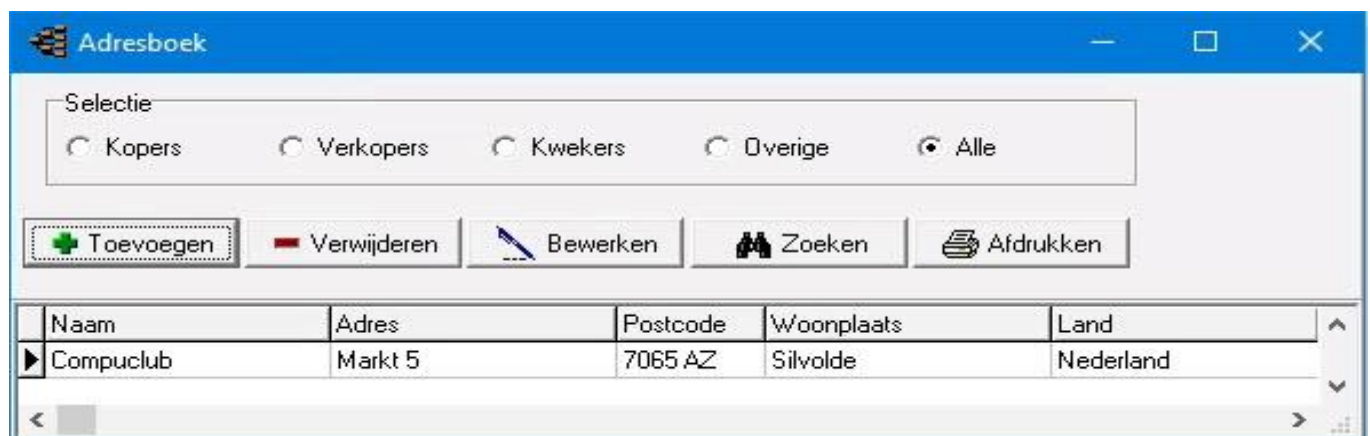 Adresboek
Selectie
Kopers Verkopers Kwekers Overige Alle
Toevoegen Verwijderen Bewerken Zoeken Afdrukken
Naam Adres Postcode Woonplaats Land
Compuclub Markt 5 7065 AZ Silvolde Nederland